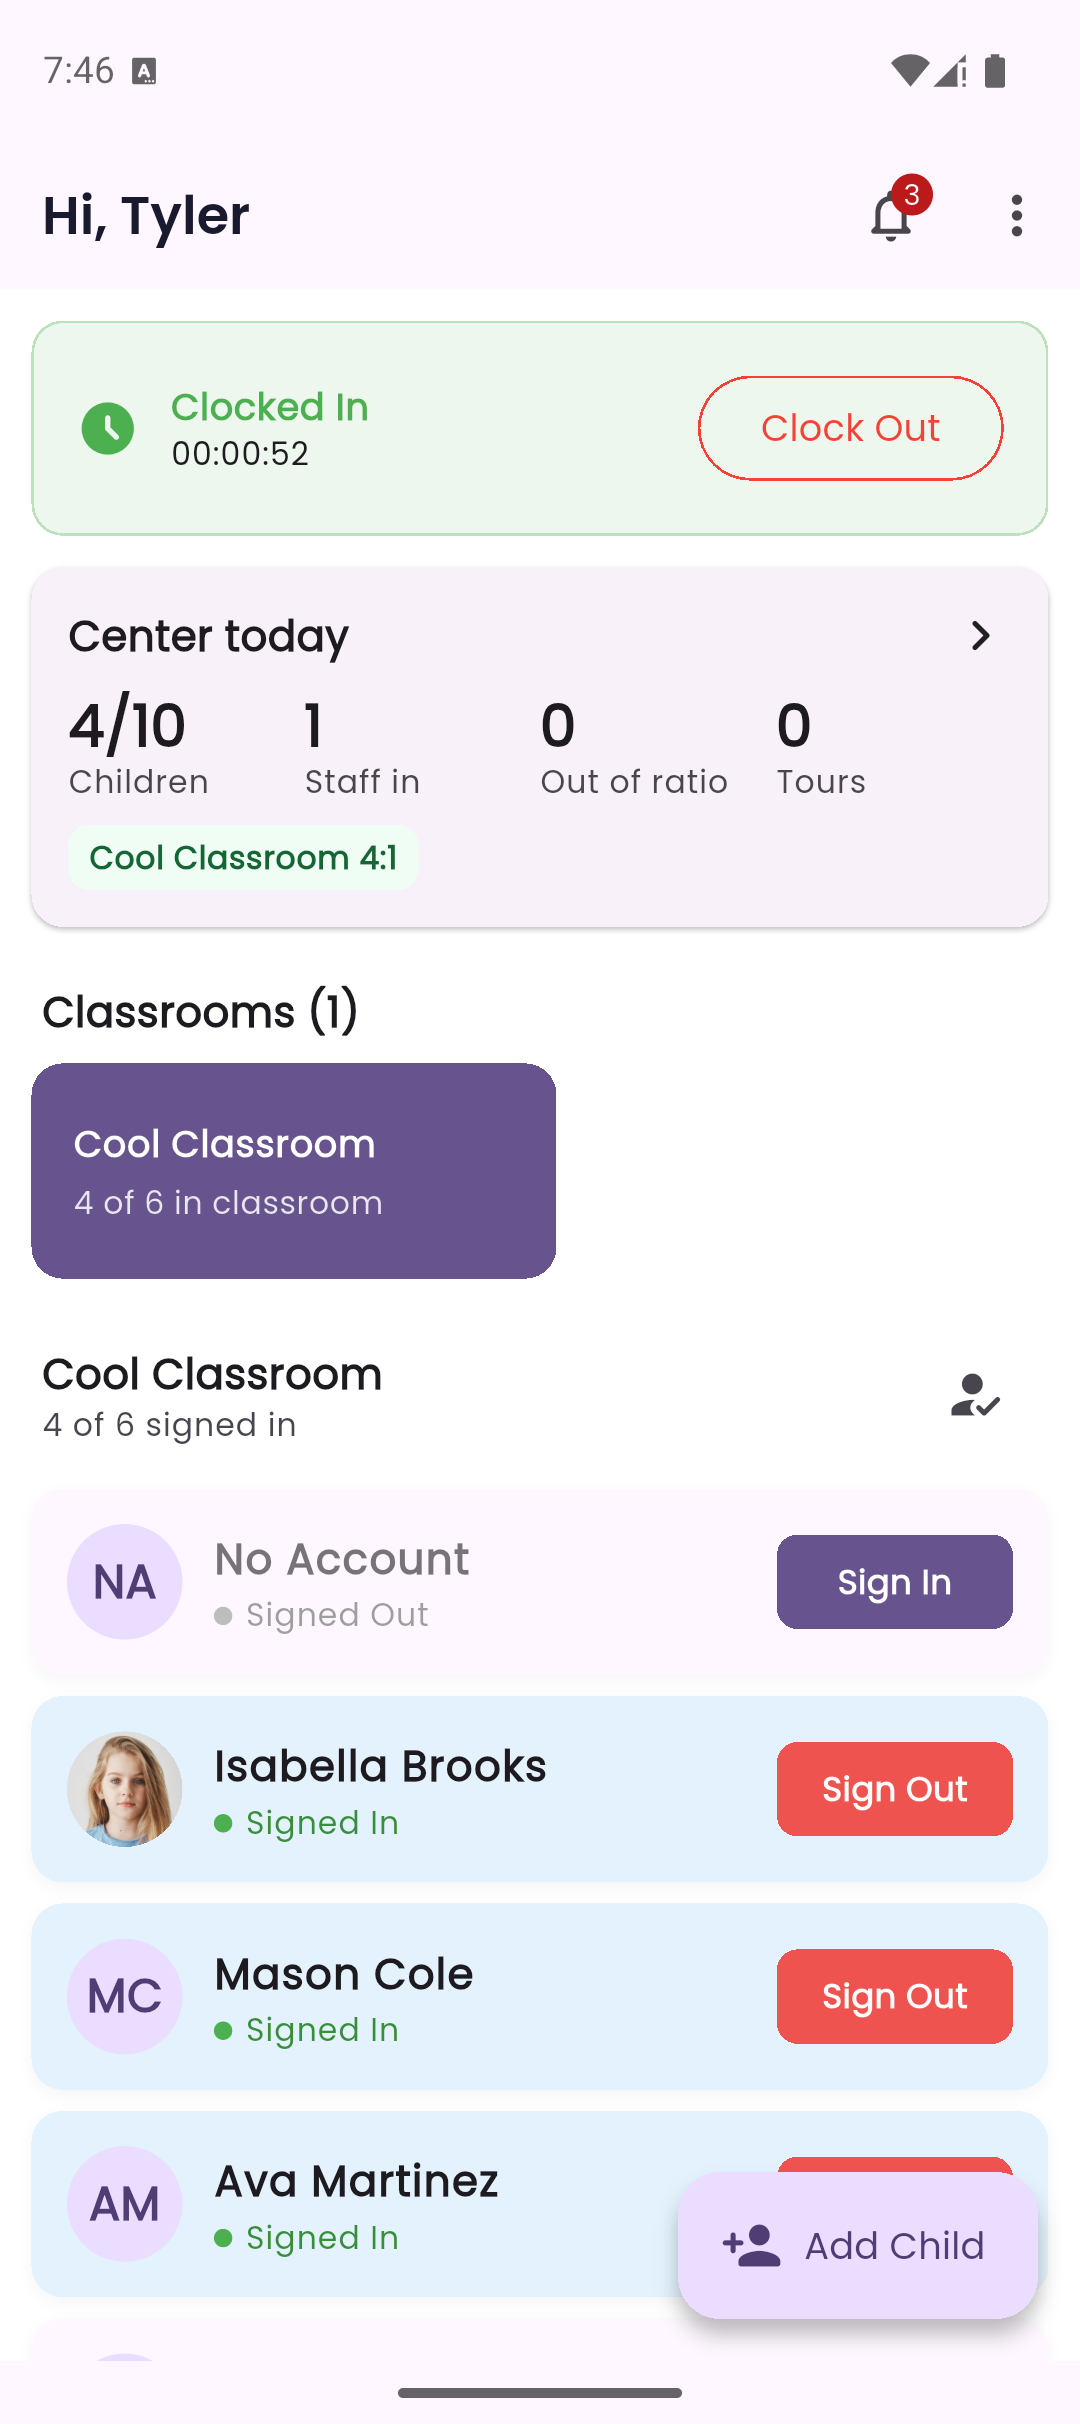 7:46
A
Hi, Tyler
3
Clocked In
00:00:52
Clock Out
Center today
4/10
Children
1
Staff in
0
Out of ratio
0
Tours
Cool Classroom 4:1
Classrooms (1)
Cool Classroom
4 of 6 in classroom
Cool Classroom
4 of 6 signed in
NA
No Account
Signed Out
Sign In
Isabella Brooks
Signed In
Sign Out
MC
Mason Cole
Signed In
Sign Out
AM
Ava Martinez
Signed In
Add Child